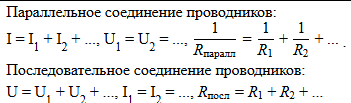 Параллельное соединение проводников:
I = I₁ + I₂ + ..., U₁ = U₂ = ..., 1/Rпаралл = 1/R₁ + 1/R₂ + ... .
Последовательное соединение проводников:
U = U₁ + U₂ + ..., I₁ = I₂ = ..., Rпосл = R₁ + R₂ + ...